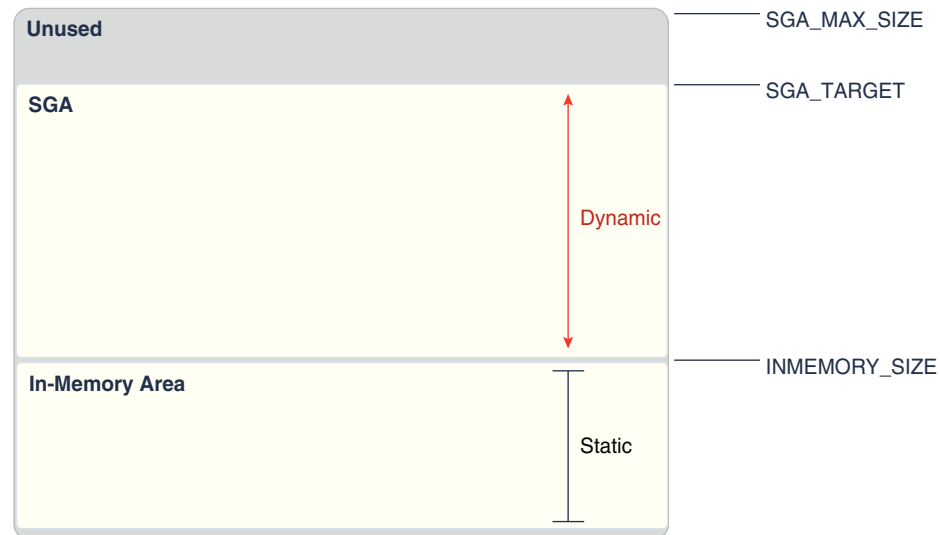 Unused
SGA_MAX_SIZE
SGA_TARGET
SGA
Dynamic
INMEMORY_SIZE
In-Memory Area
Static